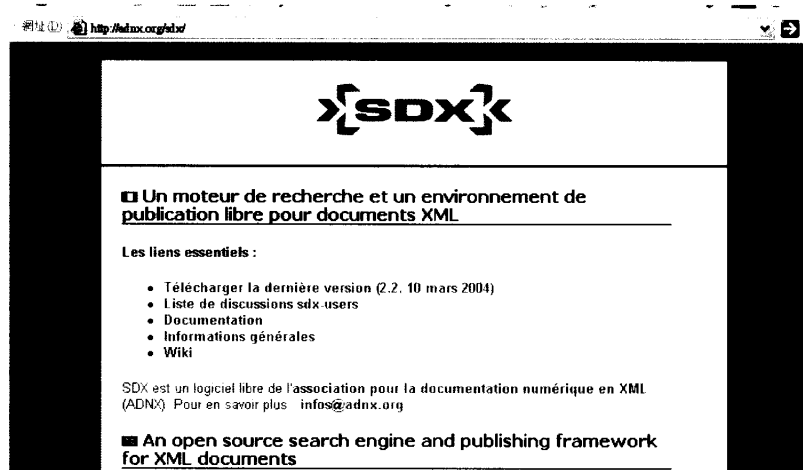 網址(D) http://adnx.org/sdx/
SDX
Un moteur de recherche et un environnement de
publication libre pour documents XML
Les liens essentiels :
• Télécharger la dernière version (2.2. 10 mars 2004)
• Liste de discussions sdx-users
• Documentation
• Informations générales
• Wiki
SDX est un logiciel libre de l'association pour la documentation numérique en XML
(ADNX) Pour en savoir plus infos@adnx.org
An open source search engine and publishing framework
for XML documents